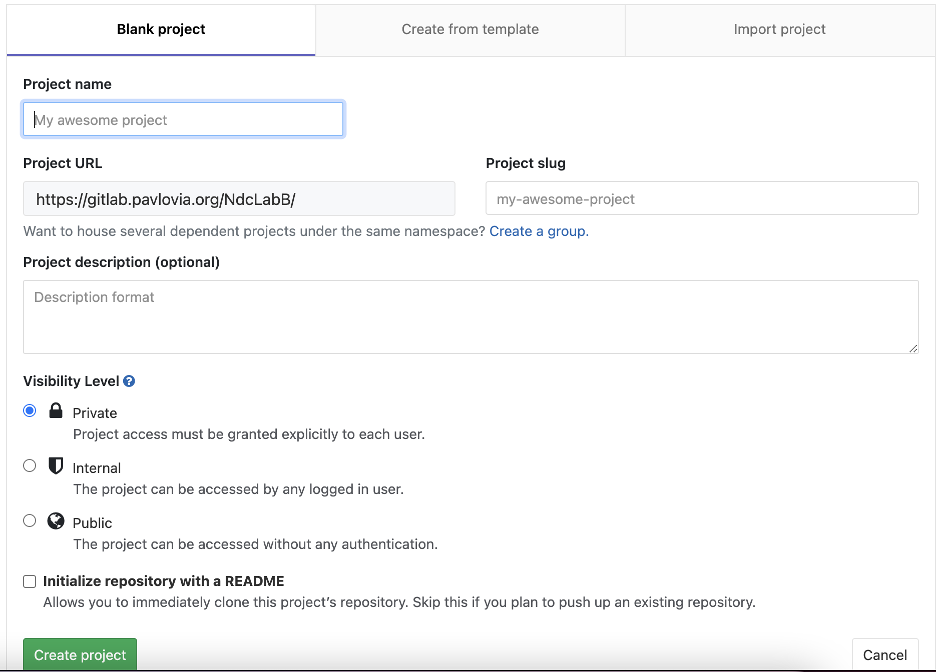 Blank project
Create from template
Import project
Project name
My awesome project
Project URL
Project slug
https://gitlab.pavlovia.org/NdcLabB/
my-awesome-project
Want to house several dependent projects under the same namespace? Create a group.
Project description (optional)
Description format
Visibility Level
Private
Project access must be granted explicitly to each user.
Internal
The project can be accessed by any logged in user.
Public
The project can be accessed without any authentication.
Initialize repository with a README
Allows you to immediately clone this project's repository. Skip this if you plan to push up an existing repository.
Create project
Cancel